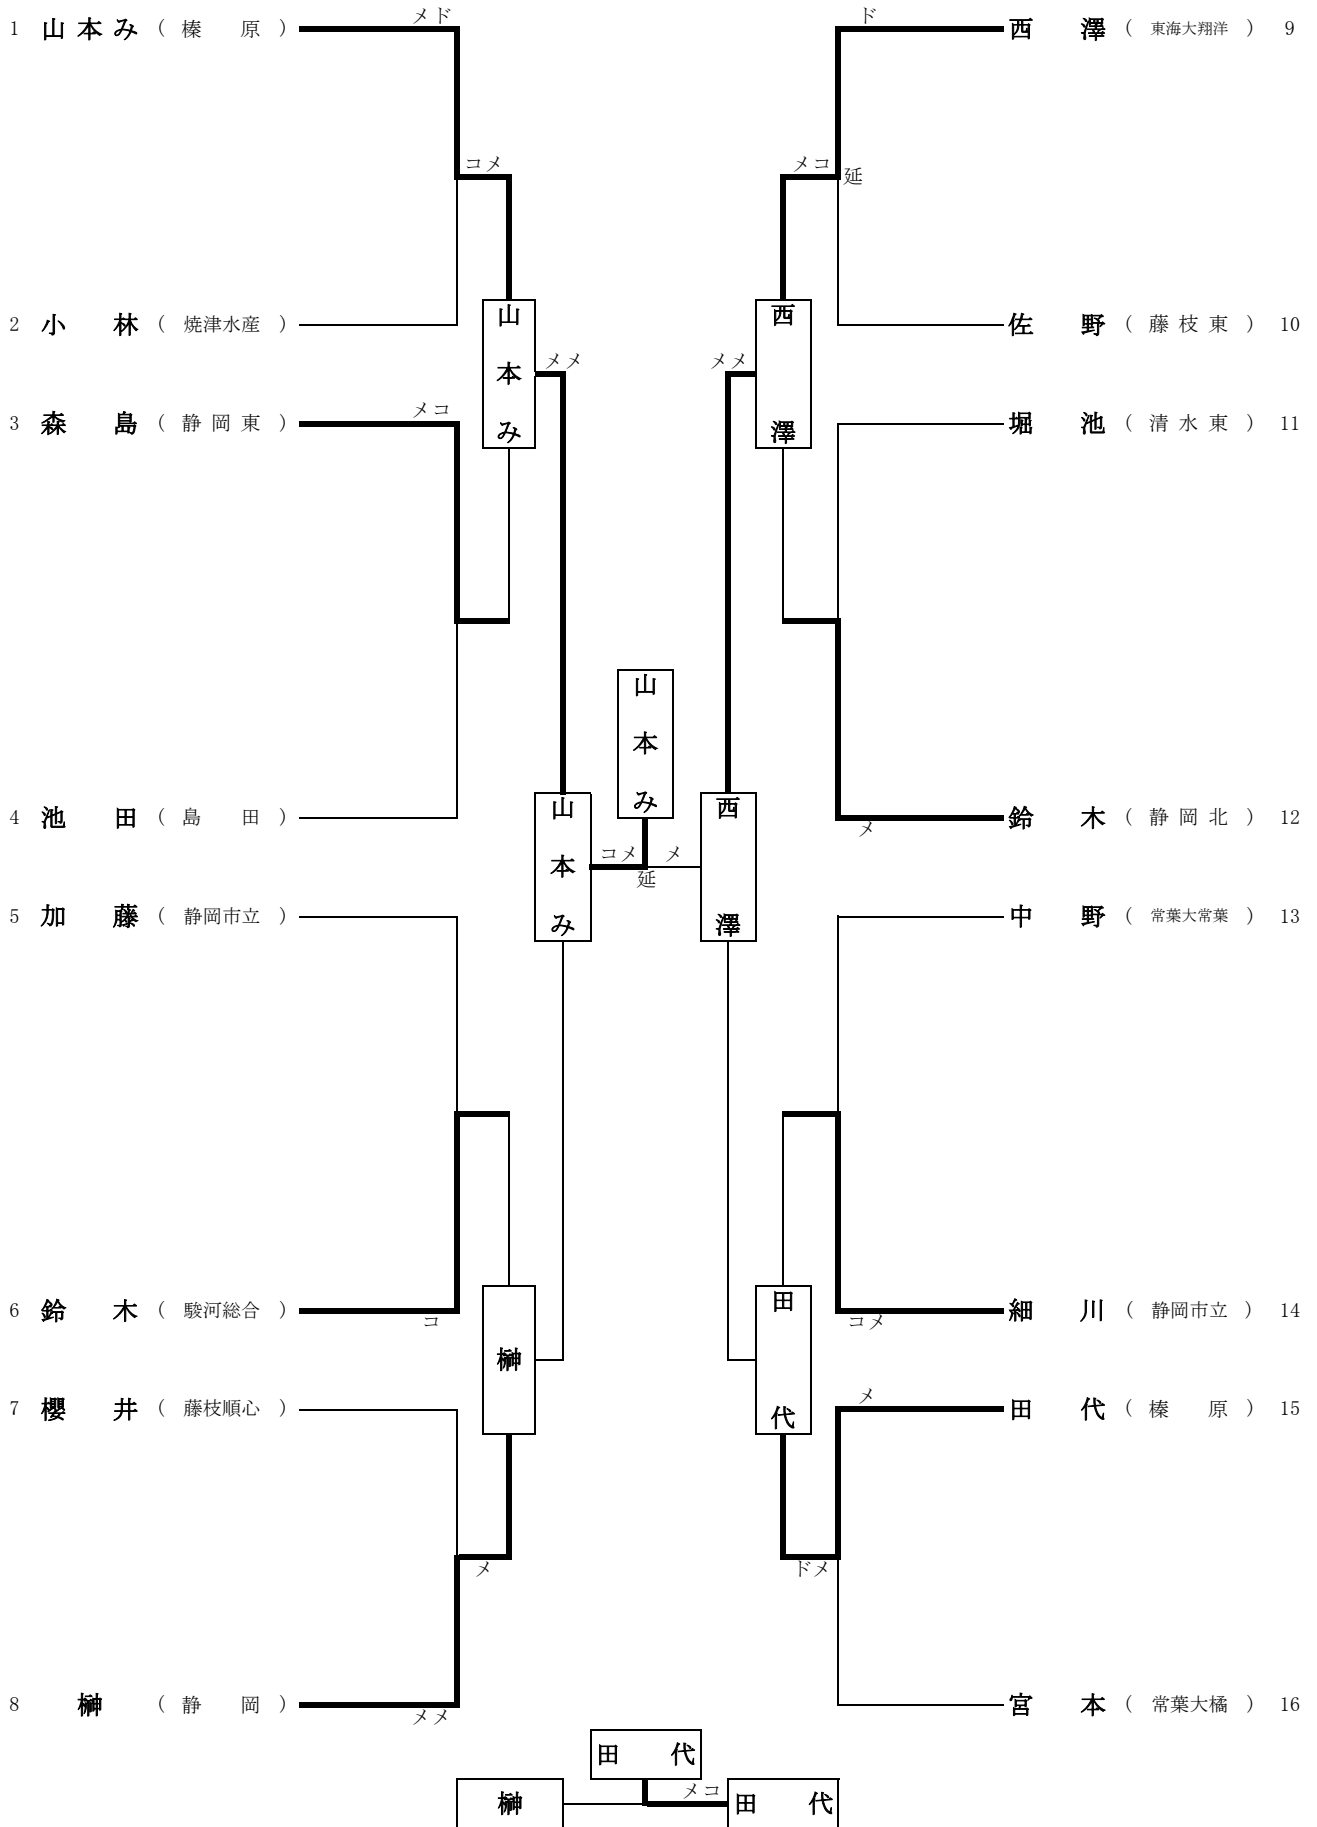 メド ド
1 山本み ( 榛 原 ) 西 澤 ( 東海大翔洋 ) 9
コメ メコ 延
2 小 林 ( 焼津水産 ) 山本み 西澤 佐 野 ( 藤枝東 ) 10
メメ メメ
メコ
3 森 島 ( 静岡東 ) 堀 池 ( 清水東 ) 11
山本み
4 池 田 ( 島 田 ) 山本み 西澤 鈴 木 ( 静岡北 ) 12
メ
コメ メ
延
5 加 藤 ( 静岡市立 ) 中 野 ( 常葉大常葉 ) 13
6 鈴 木 ( 駿河総合 ) 田代 細 川 ( 静岡市立 ) 14
コ コメ
榊
メ
7 櫻 井 ( 藤枝順心 ) 田 代 ( 榛 原 ) 15
メ ドメ
8 榊 ( 静 岡 ) 宮 本 ( 常葉大橘 ) 16
メメ
田 代
メコ
榊 田 代